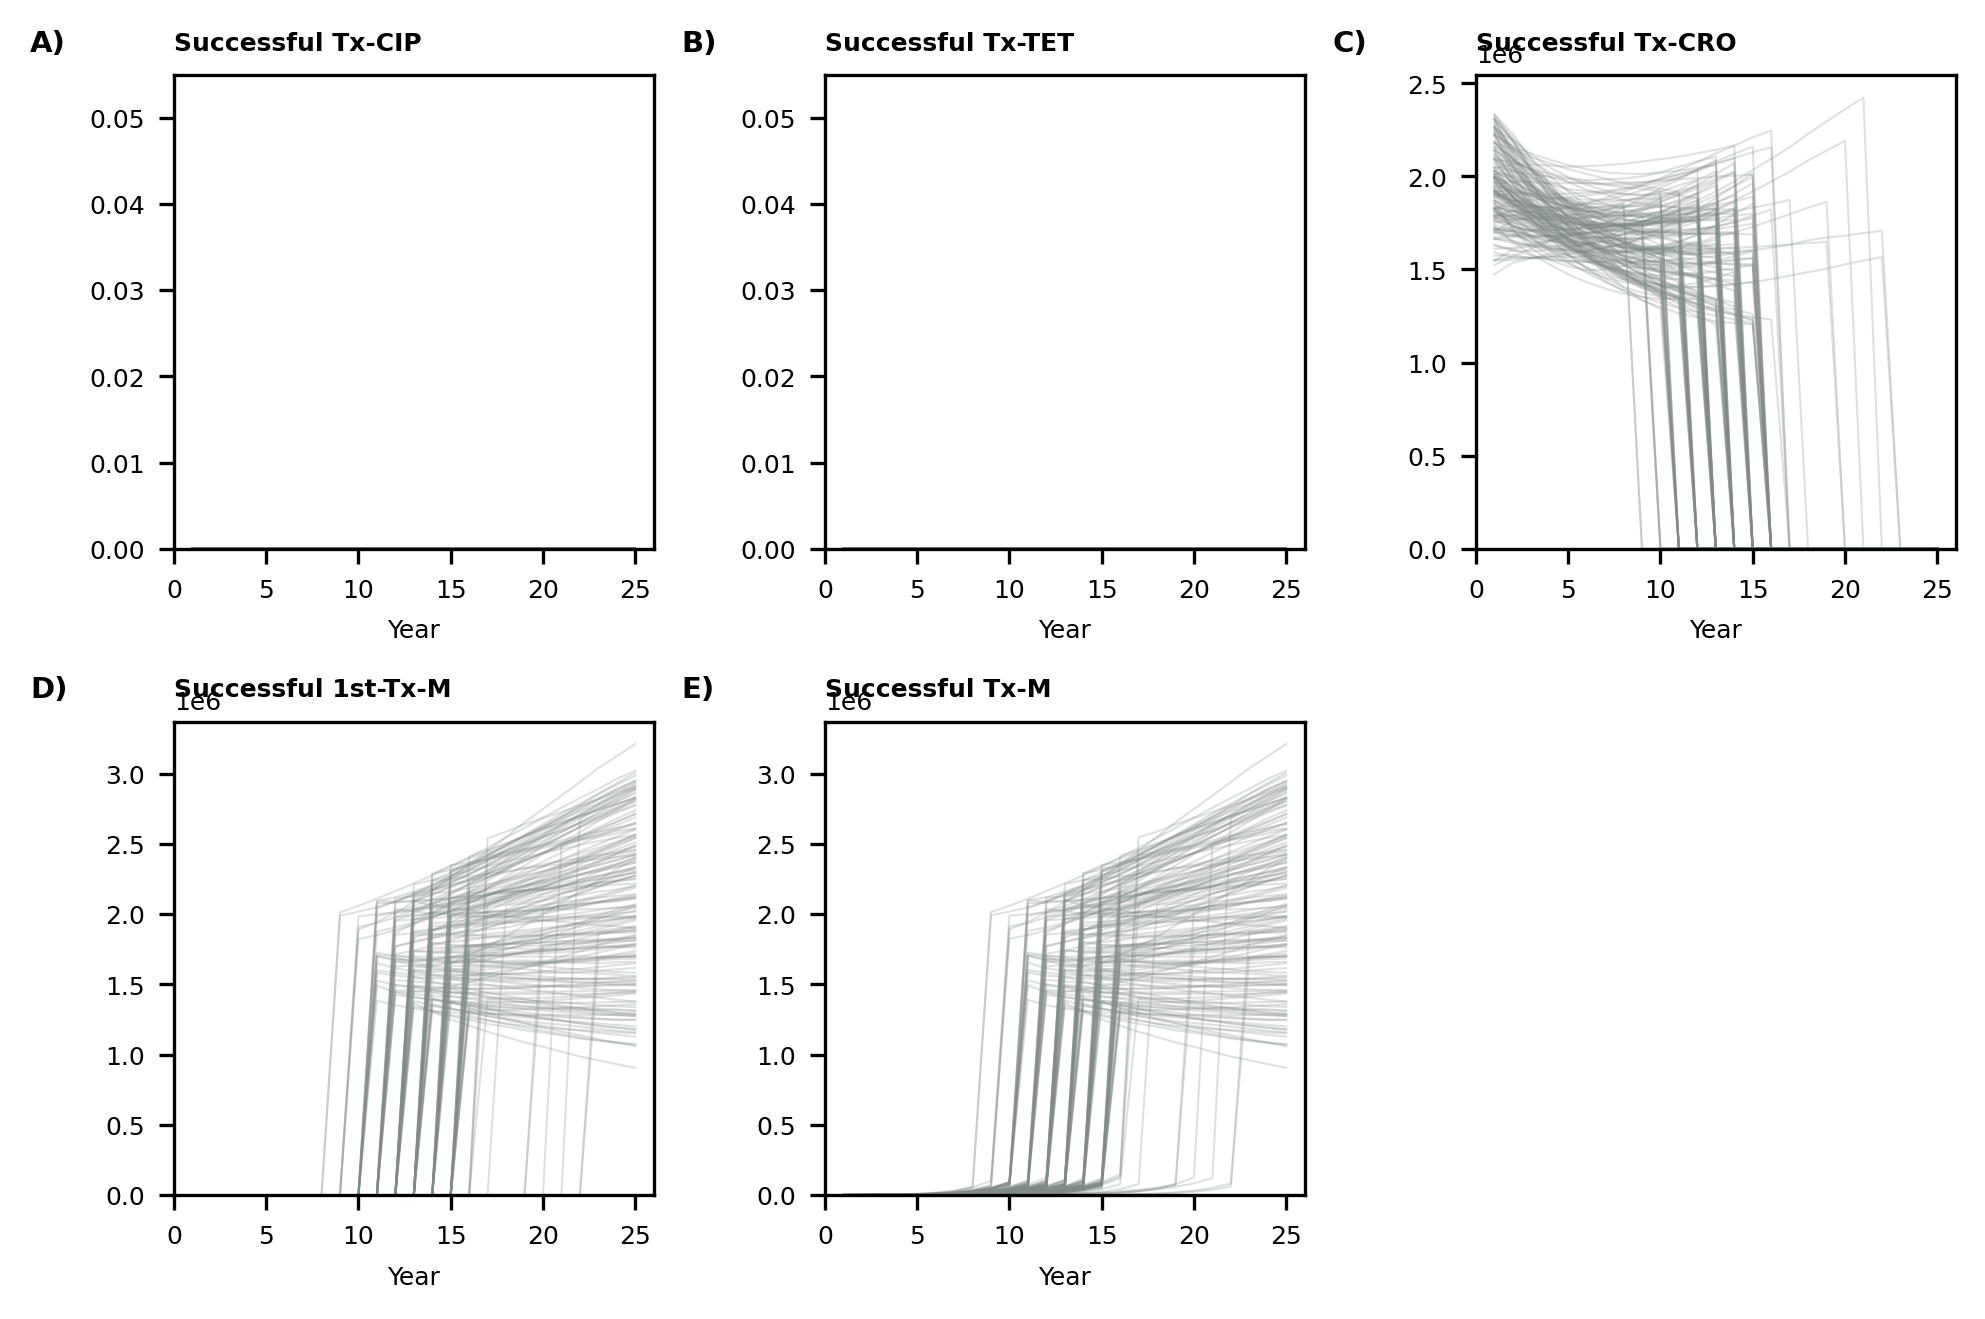 A) Successful Tx-CIP
0.05
0.04
0.03
0.02
0.01
0.00
0 5 10 15 20 25
Year
B) Successful Tx-TET
0.05
0.04
0.03
0.02
0.01
0.00
0 5 10 15 20 25
Year
C) Successful Tx-CRO
1e6
2.5
2.0
1.5
1.0
0.5
0.0
0 5 10 15 20 25
Year
D) Successful 1st-Tx-M
1e6
3.0
2.5
2.0
1.5
1.0
0.5
0.0
0 5 10 15 20 25
Year
E) Successful Tx-M
1e6
3.0
2.5
2.0
1.5
1.0
0.5
0.0
0 5 10 15 20 25
Year